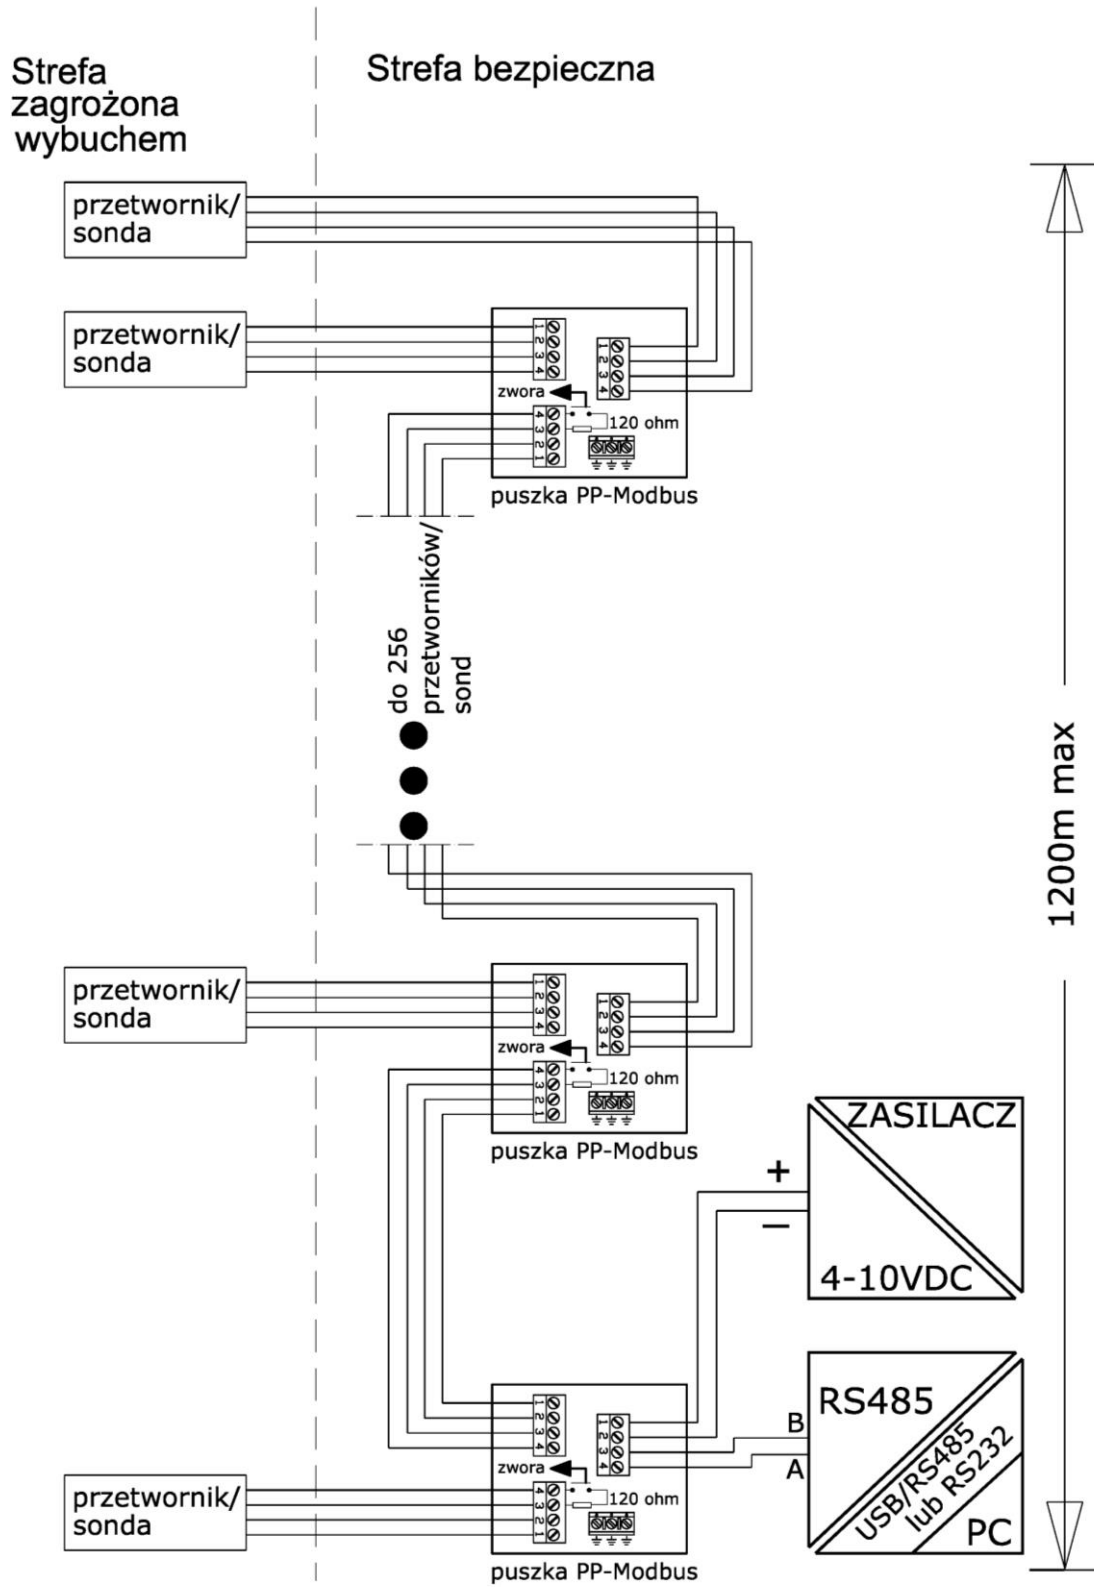 Strefa
zagrożona
wybuchem
Strefa bezpieczna
przetwornik/
sonda
przetwornik/
sonda
1
2
3
4
1
2
3
4
zwora
4
3
2
1
120 ohm
puszka PP-Modbus
do 256
przetworników/
sond
1200m max
przetwornik/
sonda
1
2
3
4
1
2
3
4
zwora
4
3
2
1
120 ohm
puszka PP-Modbus
ZASILACZ
+
−
4-10VDC
RS485
USB/RS485
lub RS232
PC
B
A
1
2
3
4
1
2
3
4
zwora
4
3
2
1
120 ohm
przetwornik/
sonda
puszka PP-Modbus